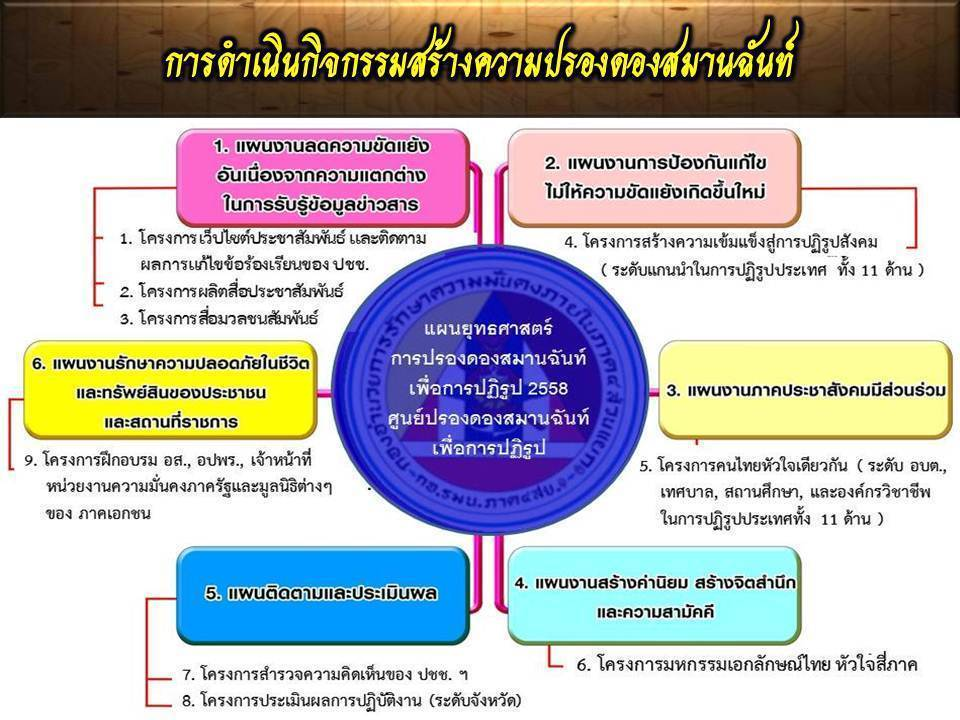 การดำเนินกิจกรรมสร้างความปรองดองสมานฉันท์
1. แผนงานลดความขัดแย้ง
อันเนื่องจากความแตกต่าง
ในการรับรู้ข้อมูลข่าวสาร
1. โครงการเว็ปไซต์ประชาสัมพันธ์ และติดตาม
ผลการแก้ไขข้อร้องเรียนของ ปชช.
2. โครงการผลิตสื่อประชาสัมพันธ์
3. โครงการสื่อมวลชนสัมพันธ์
2. แผนงานการป้องกันแก้ไข
ไม่ให้ความขัดแย้งเกิดขึ้นใหม่
4. โครงการสร้างความเข้มแข็งสู่การปฏิรูปสังคม
( ระดับแกนนำในการปฏิรูปประเทศ ทั้ง 11 ด้าน )
แผนยุทธศาสตร์
การปรองดองสมานฉันท์
เพื่อการปฏิรูป 2558
ศูนย์ปรองดองสมานฉันท์
เพื่อการปฏิรูป
3. แผนงานภาคประชาสังคมมีส่วนร่วม
5. โครงการคนไทยหัวใจเดียวกัน ( ระดับ อบต.,
เทศบาล, สถานศึกษา, และองค์กรวิชาชีพ
ในการปฏิรูปประเทศทั้ง 11 ด้าน )
4. แผนงานสร้างค่านิยม สร้างจิตสำนึก
และความสามัคคี
6. โครงการมหกรรมเอกลักษณ์ไทย หัวใจสี่ภาค
5. แผนติดตามและประเมินผล
7. โครงการสำรวจความคิดเห็นของ ปชช. ฯ
8. โครงการประเมินผลการปฏิบัติงาน (ระดับจังหวัด)
6. แผนงานรักษาความปลอดภัยในชีวิต
และทรัพย์สินของประชาชน
และสถานที่ราชการ
9. โครงการฝึกอบรม อส., อปพร., เจ้าหน้าที่
หน่วยงานความมั่นคงภาครัฐและมูลนิธิต่างๆ
ของ ภาคเอกชน